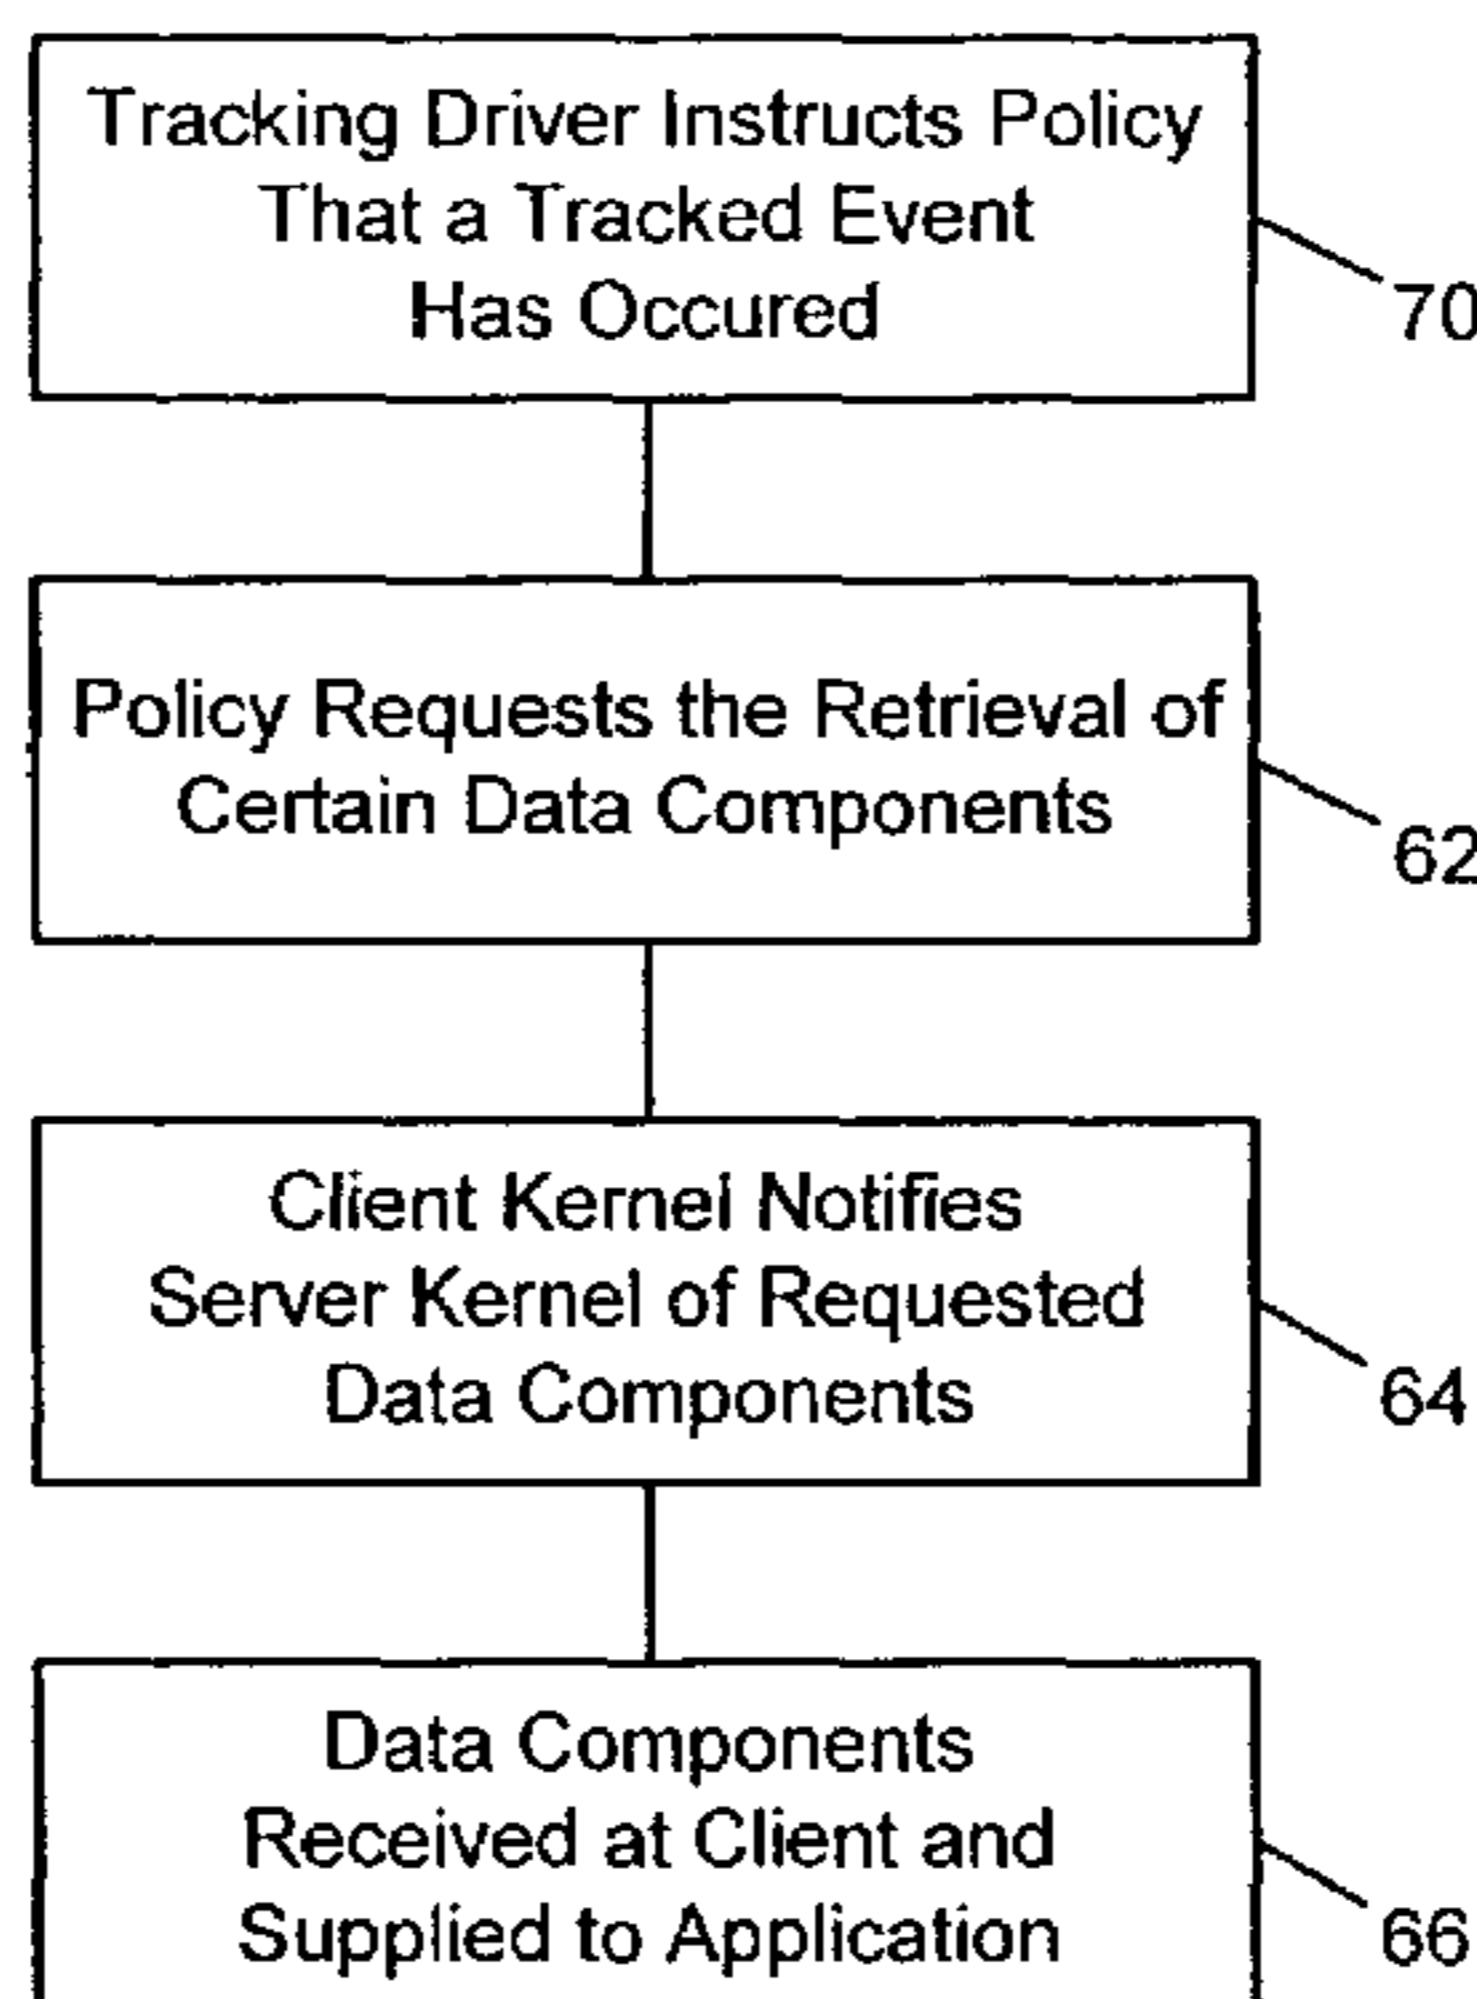 Tracking Driver Instructs Policy
That a Tracked Event
Has Occured
70
Policy Requests the Retrieval of
Certain Data Components
62
Client Kernel Notifies
Server Kernel of Requested
Data Components
64
Data Components
Received at Client and
Supplied to Application
66